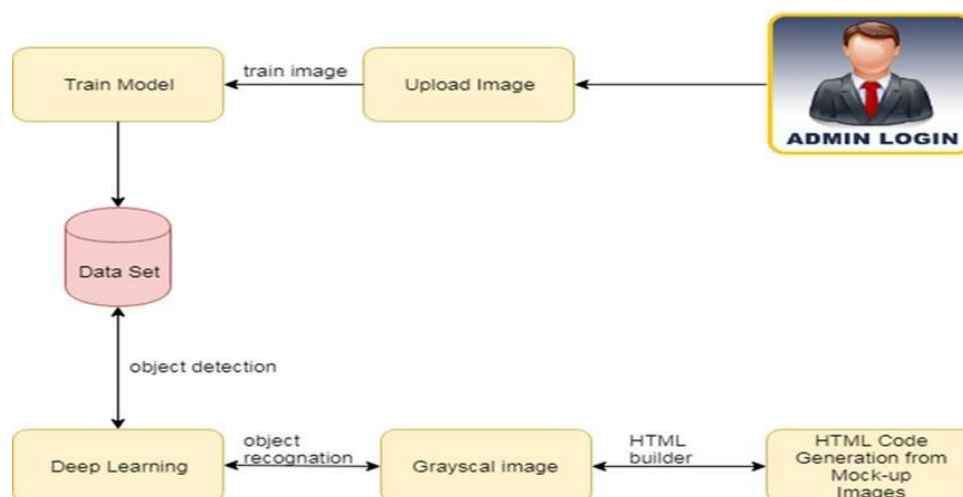 Train Model
train image
Upload Image
ADMIN LOGIN
Data Set
object detection
Deep Learning
object
recognation
Grayscal image
HTML
builder
HTML Code
Generation from
Mock-up
Images